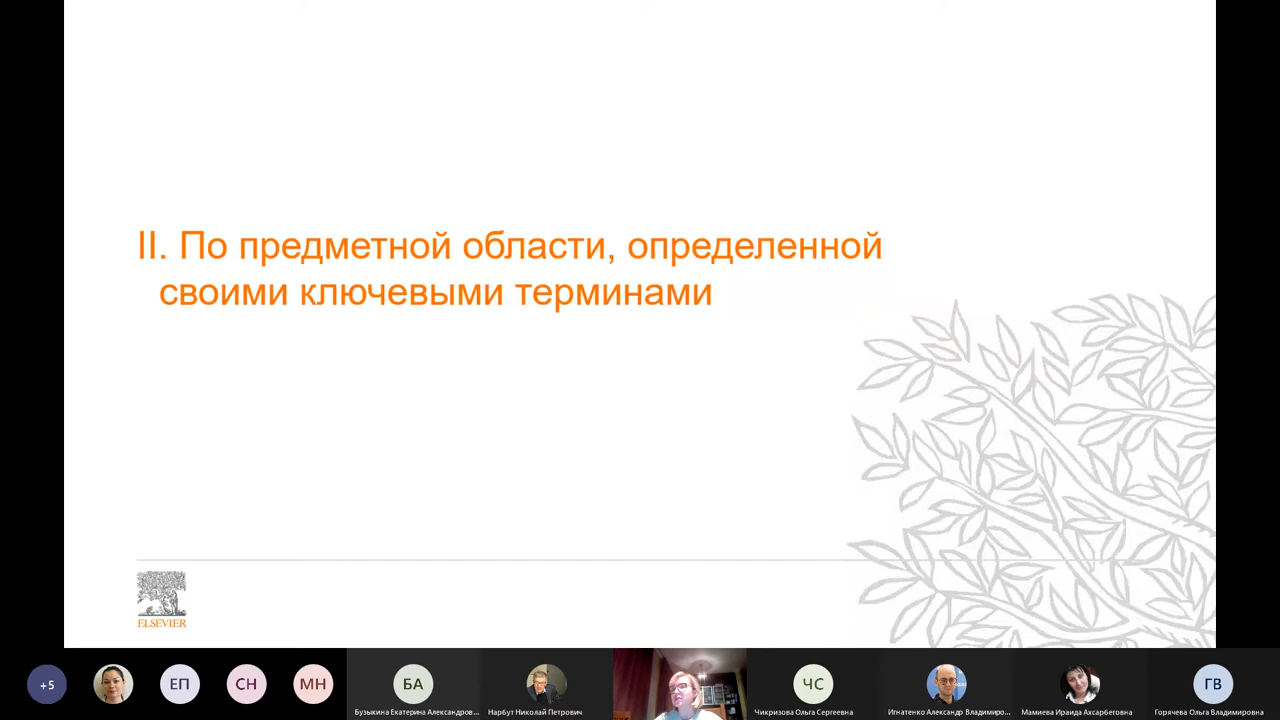 II. По предметной области, определенной
своими ключевыми терминами
ELSEVIER
+5
ЕП
СН
МН
БА
ЧС
ГВ
Бузыкина Екатерина Александров...
Нарбут Николай Петрович
Чикризова Ольга Сергеевна
Игнатенко Александр Владимиро...
Мамиева Ираида Ахсарбеговна
Горячева Ольга Владимировна